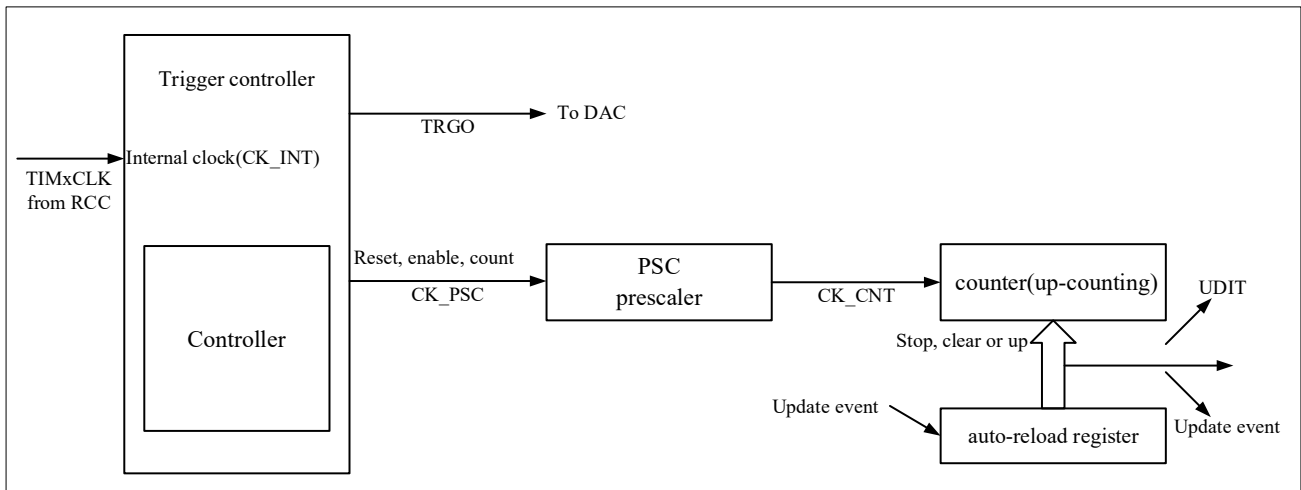 Trigger controller
TRGO
To DAC
Internal clock(CK_INT)
TIMxCLK
from RCC
Reset, enable, count
CK_PSC
PSC
prescaler
CK_CNT
counter(up-counting)
UDIT
Controller
Stop, clear or up
Update event
auto-reload register
Update event